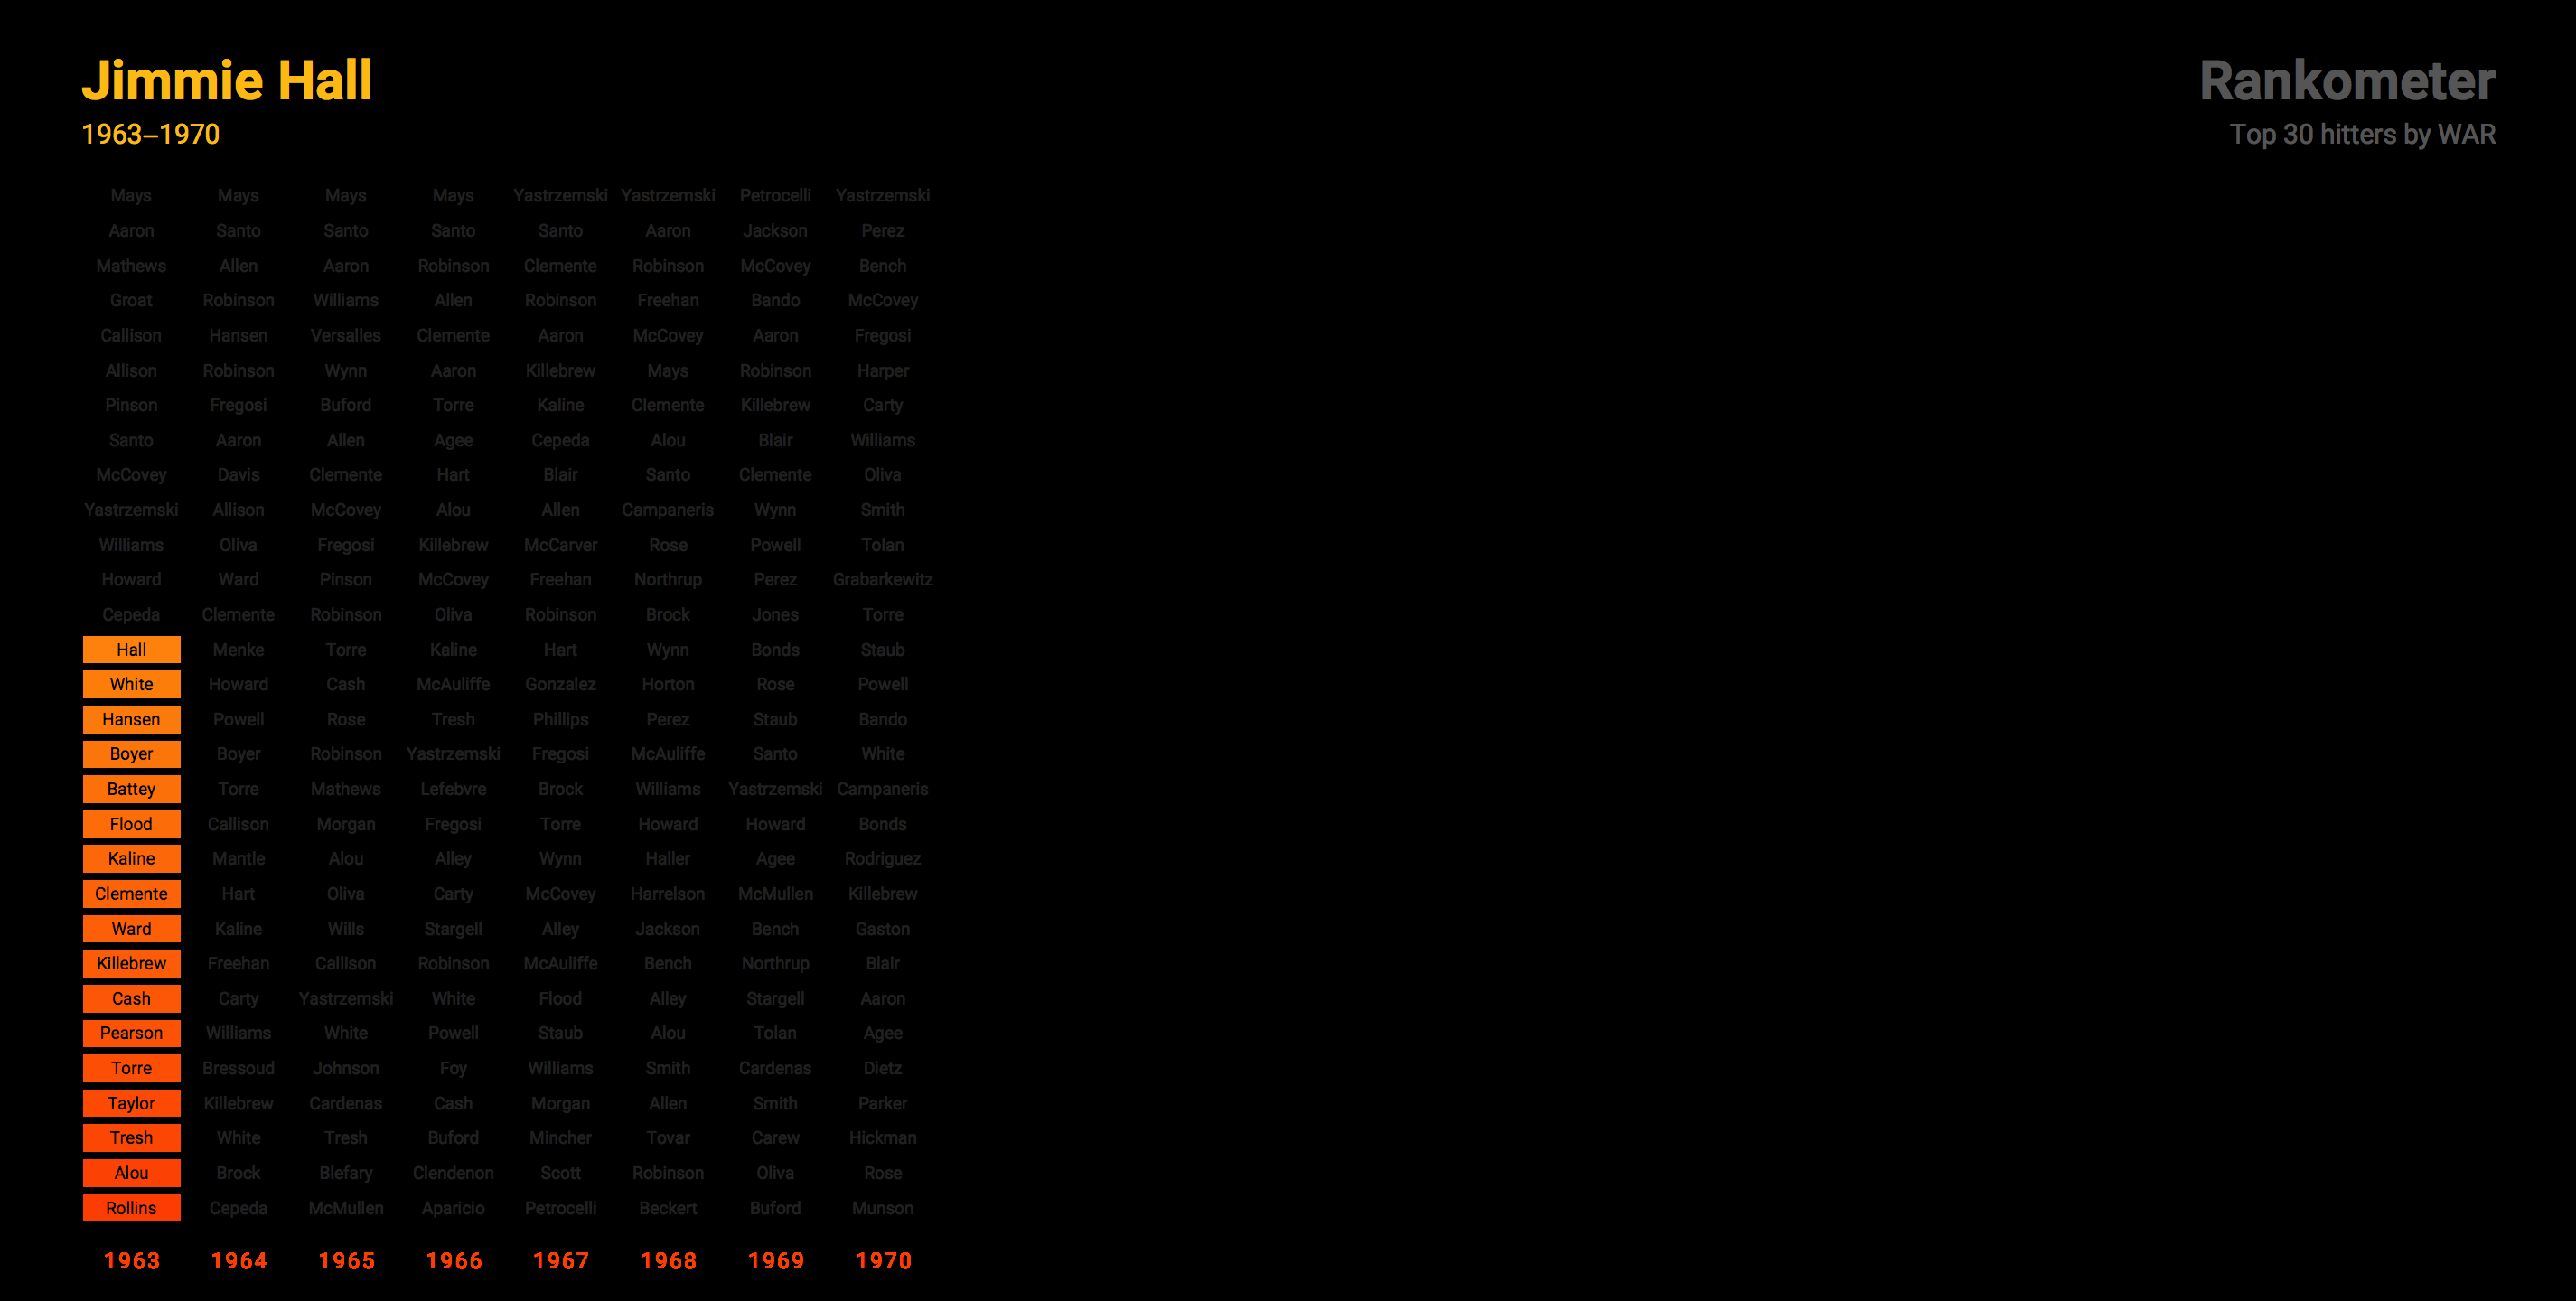 Jimmie Hall
Rankometer
1963–1970
Top 30 hitters by WAR
Mays Mays Mays Mays Yastrzemski Yastrzemski Petrocelli Yastrzemski
Aaron Santo Santo Santo Santo Aaron Jackson Perez
Mathews Allen Aaron Robinson Clemente Robinson McCovey Bench
Groat Robinson Williams Allen Robinson Freehan Bando McCovey
Callison Hansen Versalles Clemente Aaron McCovey Aaron Fregosi
Allison Robinson Wynn Aaron Killebrew Mays Robinson Harper
Pinson Fregosi Buford Torre Kaline Clemente Killebrew Carty
Santo Aaron Allen Agee Cepeda Alou Blair Williams
McCovey Davis Clemente Hart Blair Santo Clemente Oliva
Yastrzemski Allison McCovey Alou Allen Campaneris Wynn Smith
Williams Oliva Fregosi Killebrew McCarver Rose Powell Tolan
Howard Ward Pinson McCovey Freehan Northrup Perez Grabarkewitz
Cepeda Clemente Robinson Oliva Robinson Brock Jones Torre
Hall Menke Torre Kaline Hart Wynn Bonds Staub
White Howard Cash McAuliffe Gonzalez Horton Rose Powell
Hansen Powell Rose Tresh Phillips Perez Staub Bando
Boyer Boyer Robinson Yastrzemski Fregosi McAuliffe Santo White
Battey Torre Mathews Lefebvre Brock Williams Yastrzemski Campaneris
Flood Callison Morgan Fregosi Torre Howard Howard Bonds
Kaline Mantle Alou Alley Wynn Haller Agee Rodriguez
Clemente Hart Oliva Carty McCovey Harrelson McMullen Killebrew
Ward Kaline Wills Stargell Alley Jackson Bench Gaston
Killebrew Freehan Callison Robinson McAuliffe Bench Northrup Blair
Cash Carty Yastrzemski White Flood Alley Stargell Aaron
Pearson Williams White Powell Staub Alou Tolan Agee
Torre Bressoud Johnson Foy Williams Smith Cardenas Dietz
Taylor Killebrew Cardenas Cash Morgan Allen Smith Parker
Tresh White Tresh Buford Mincher Tovar Carew Hickman
Alou Brock Blefary Clendenon Scott Robinson Oliva Rose
Rollins Cepeda McMullen Aparicio Petrocelli Beckert Buford Munson
1963 1964 1965 1966 1967 1968 1969 1970